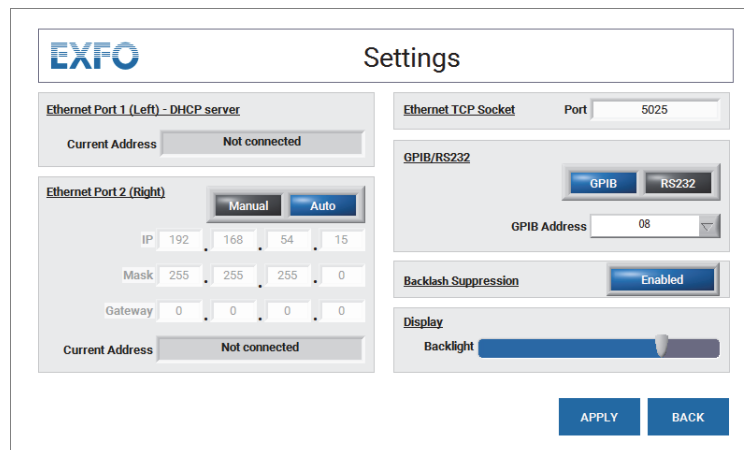 EXFO
Settings
Ethernet Port 1 (Left) - DHCP server
Current Address Not connected
Ethernet Port 2 (Right)
Manual Auto
IP 192 . 168 . 54 . 15
Mask 255 . 255 . 255 . 0
Gateway 0 . 0 . 0 . 0
Current Address Not connected
Ethernet TCP Socket Port 5025
GPIB/RS232
GPIB RS232
GPIB Address 08
Backlash Suppression Enabled
Display
Backlight
APPLY BACK